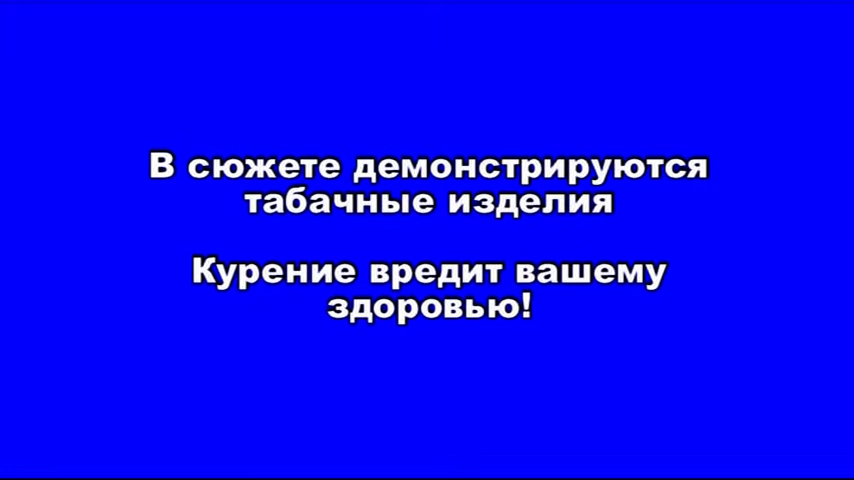 В сюжете демонстрируются
табачные изделия
Курение вредит вашему
здоровью!